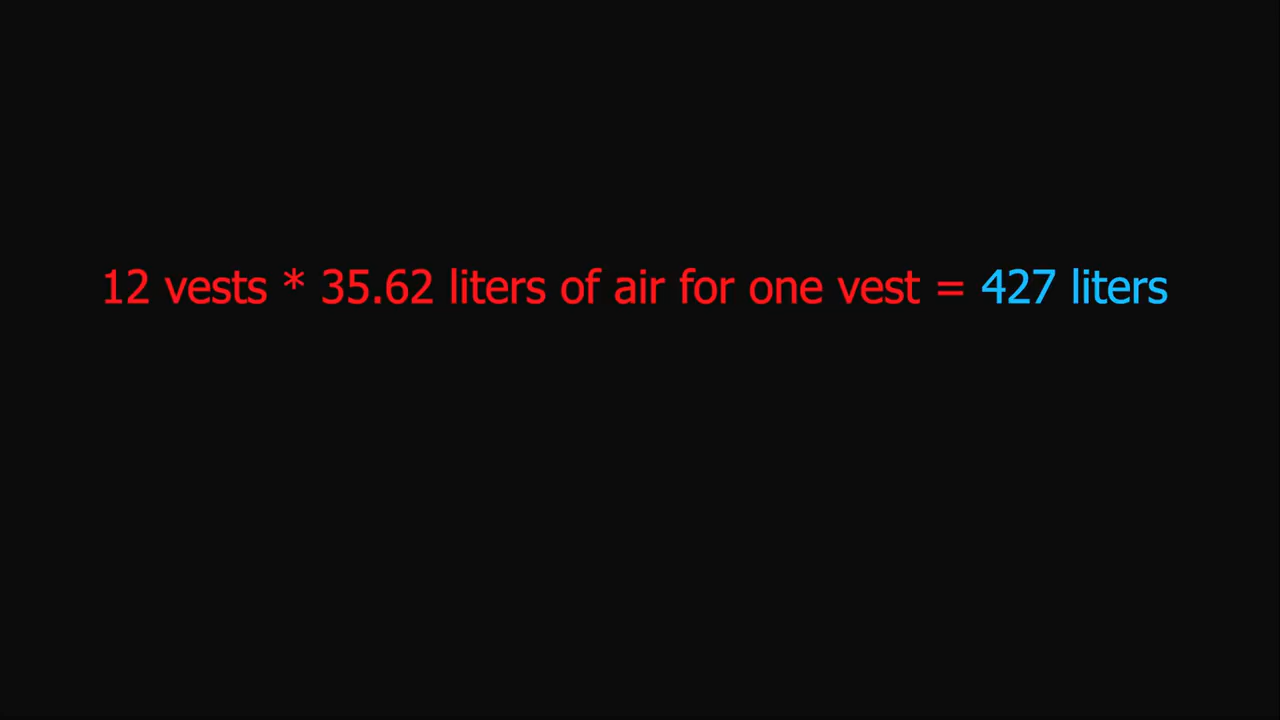 12 vests * 35.62 liters of air for one vest = 427 liters